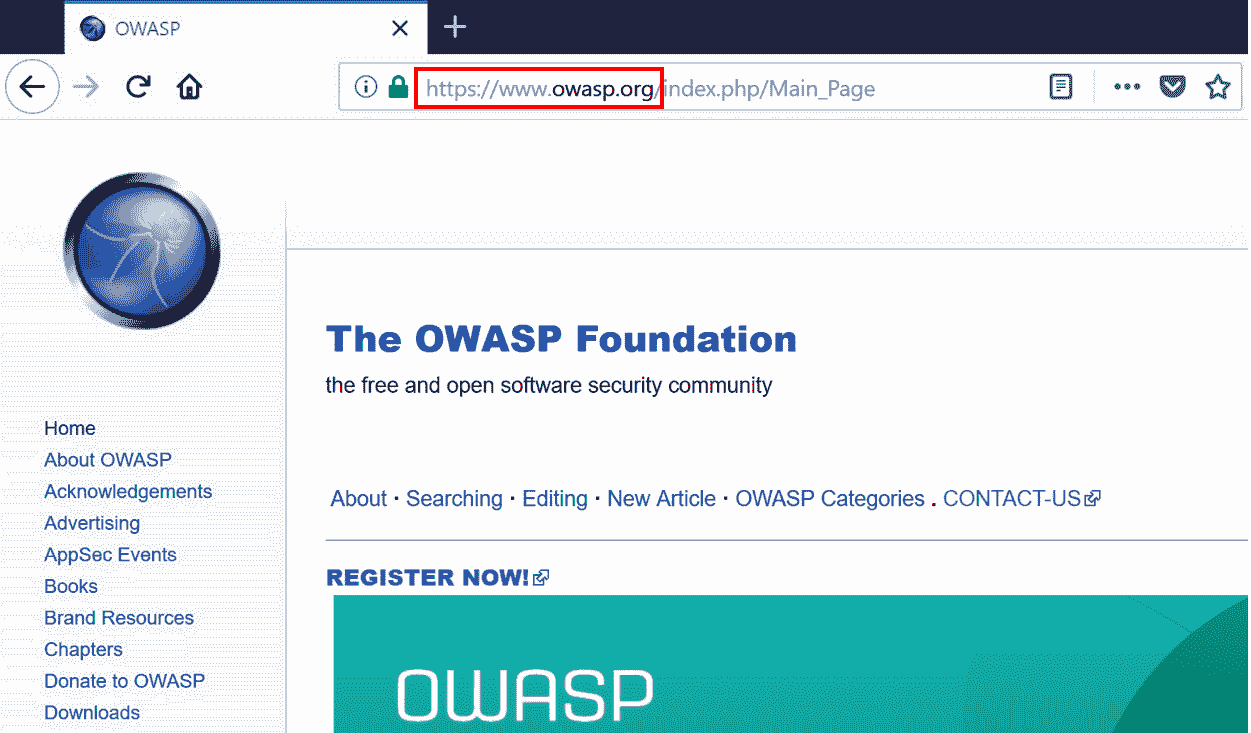 OWASP
https://www.owasp.org/index.php/Main_Page
The OWASP Foundation
the free and open software security community
Home
About OWASP
Acknowledgements
Advertising
AppSec Events
Books
Brand Resources
Chapters
Donate to OWASP
Downloads
About · Searching · Editing · New Article · OWASP Categories . CONTACT-US
REGISTER NOW!
OWASP